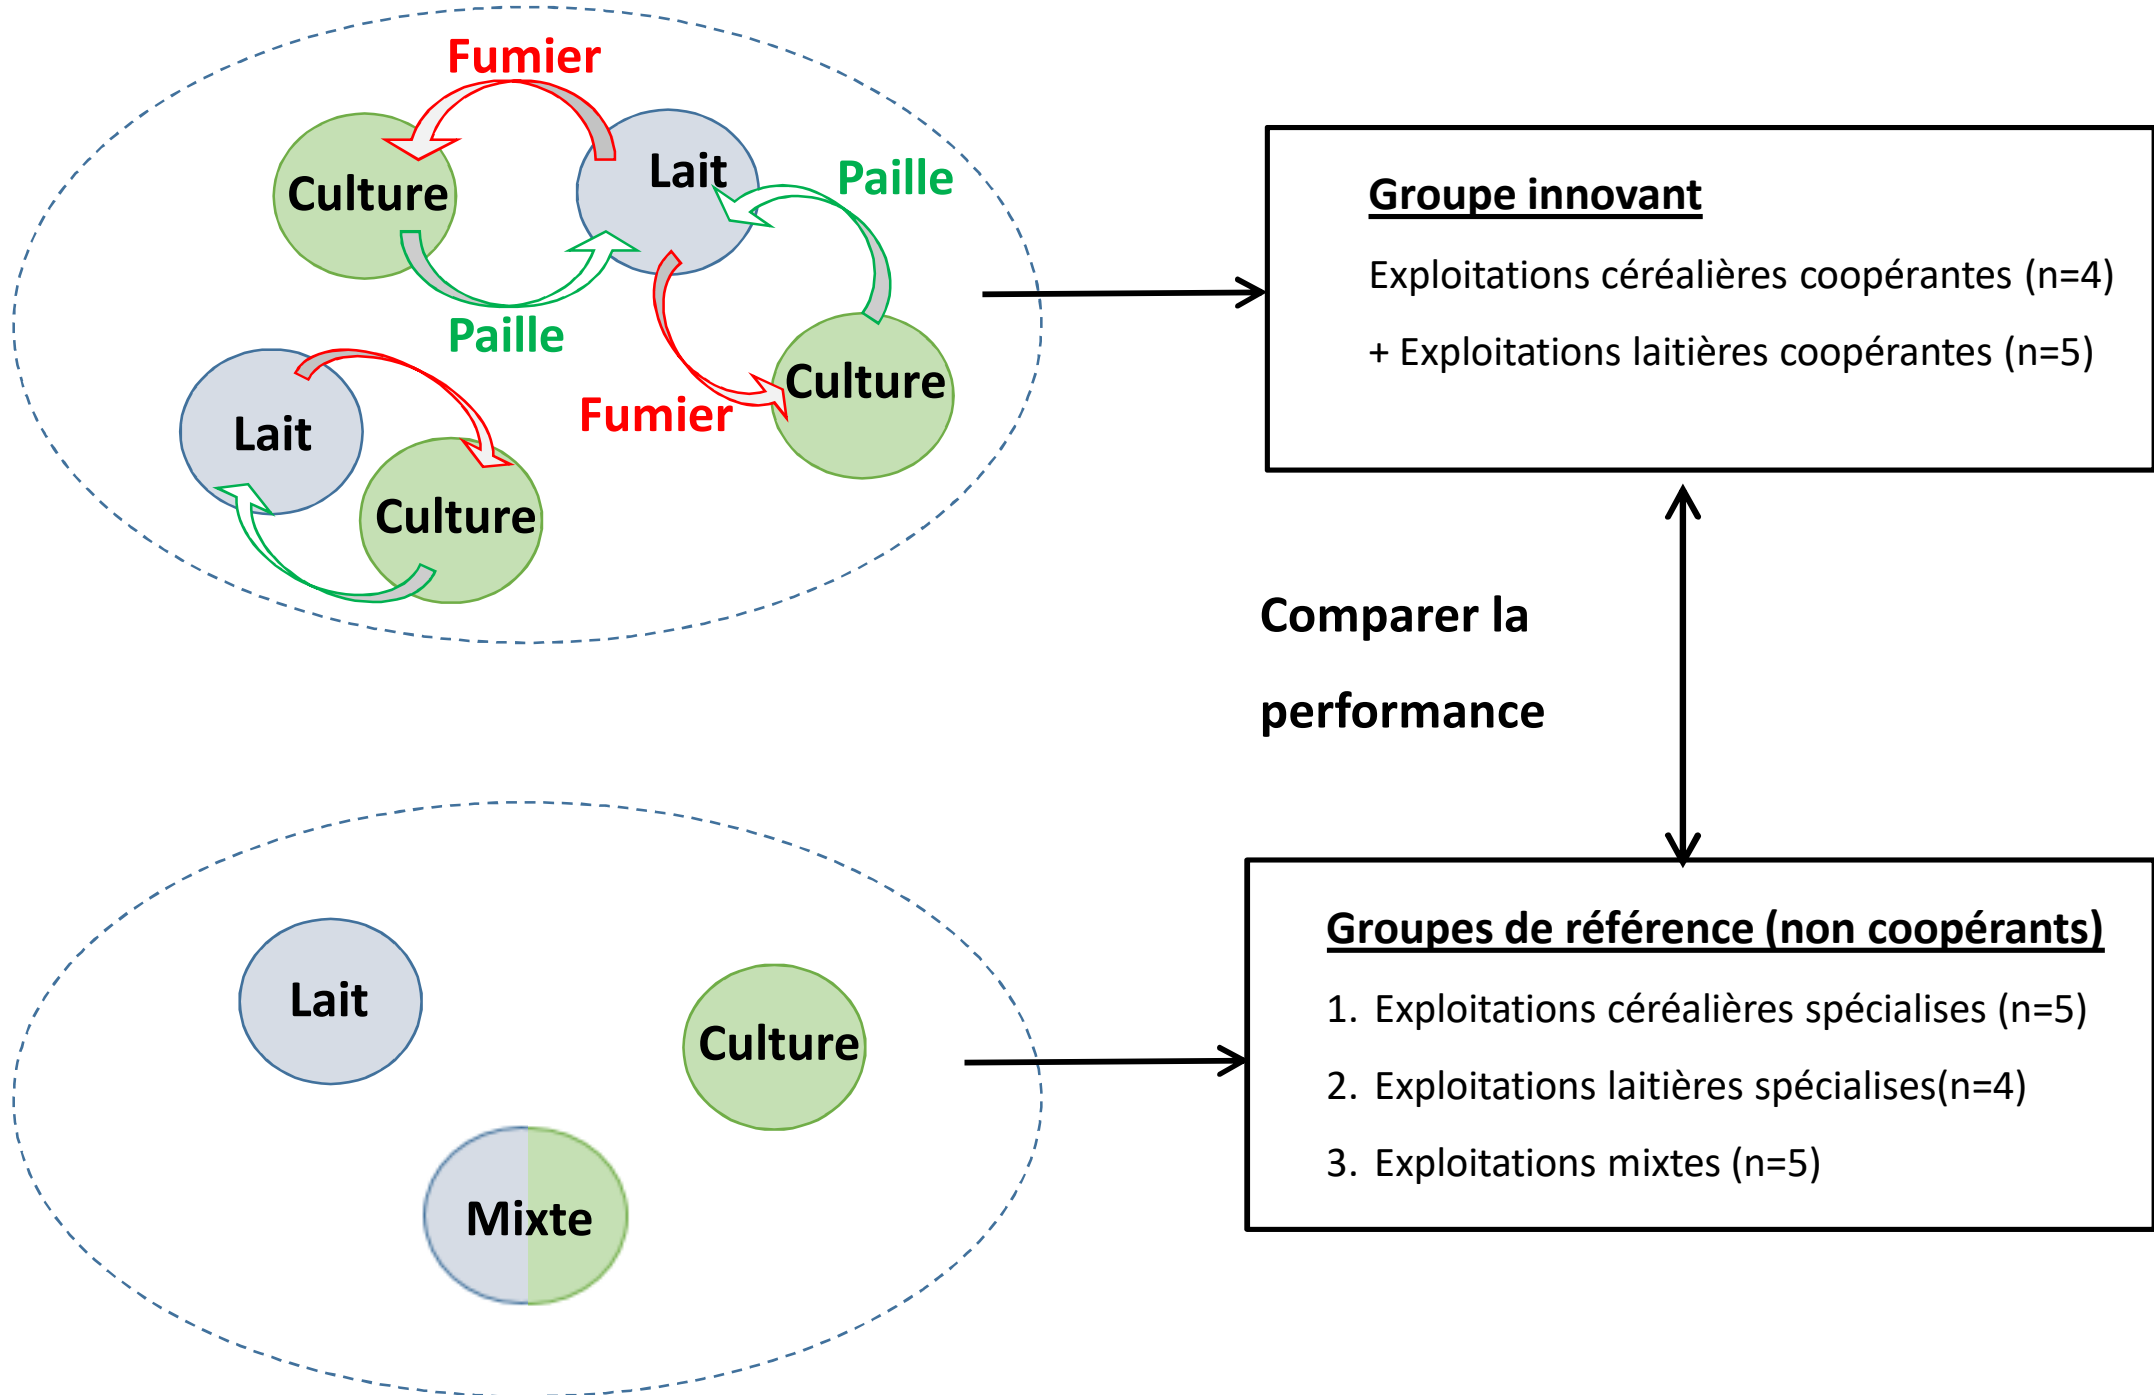 Fumier
Culture
Lait
Paille
Paille
Culture
Fumier
Lait
Culture
Groupe innovant
Exploitations céréalières coopérantes (n=4)
+ Exploitations laitières coopérantes (n=5)
Comparer la
performance
Lait
Culture
Mixte
Groupes de référence (non coopérants)
1. Exploitations céréalières spécialises (n=5)
2. Exploitations laitières spécialises(n=4)
3. Exploitations mixtes (n=5)